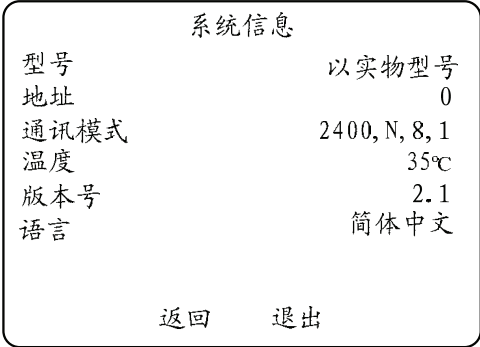 系统信息
型号 以实物型号
地址 0
通讯模式 2400, N, 8, 1
温度 35℃
版本号 2.1
语言 简体中文
返回 退出